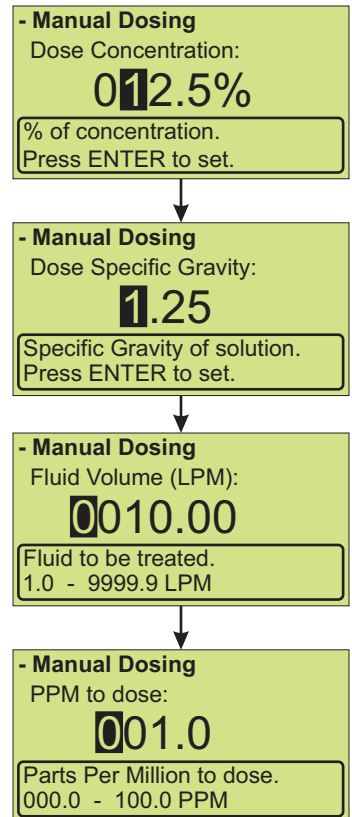 - Manual Dosing
Dose Concentration:
012.5%
% of concentration.
Press ENTER to set.
- Manual Dosing
Dose Specific Gravity:
1.25
Specific Gravity of solution.
Press ENTER to set.
- Manual Dosing
Fluid Volume (LPM):
0010.00
Fluid to be treated.
1.0 - 9999.9 LPM
- Manual Dosing
PPM to dose:
001.0
Parts Per Million to dose.
000.0 - 100.0 PPM